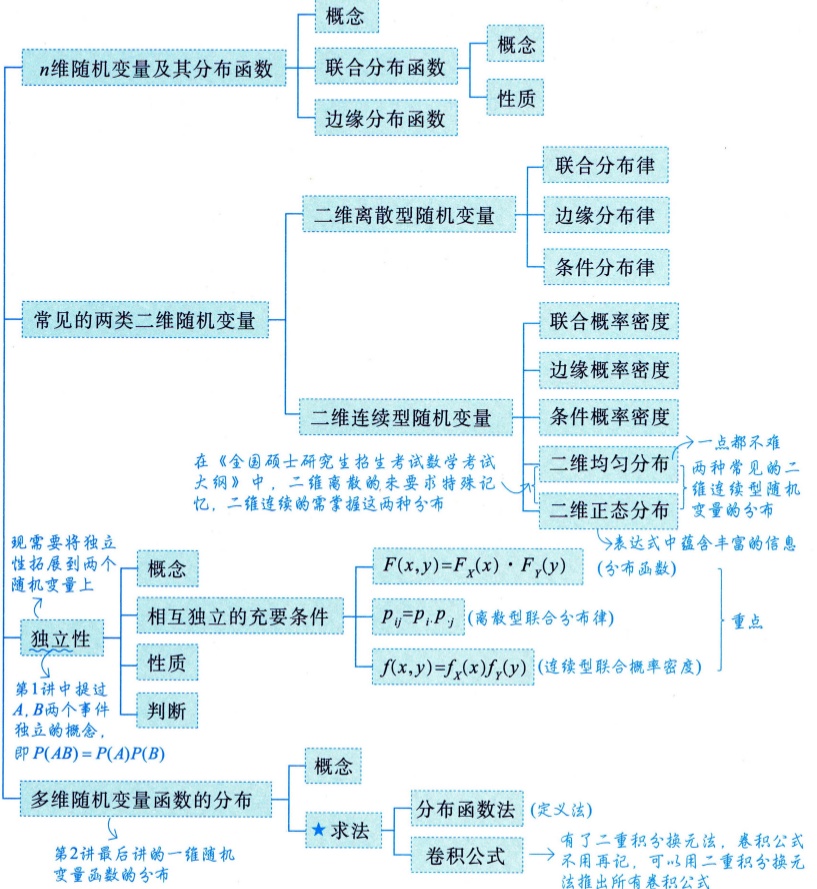 概念
n维随机变量及其分布函数
联合分布函数
概念
性质
边缘分布函数
联合分布律
二维离散型随机变量
边缘分布律
条件分布律
常见的两类二维随机变量
联合概率密度
边缘概率密度
二维连续型随机变量
条件概率密度
一点都不难
二维均匀分布
在《全国硕士研究生招生考试数学考试
大纲》中，二维离散的未要求特殊记
忆，二维连续的需掌握这两种分布
两种常见的二
维连续型随机
变量的分布
二维正态分布
表达式中蕴含丰富的信息
现需要将独立
性拓展到两个
随机变量上
概念
F(x,y)=F_X(x)·F_Y(y) (分布函数)
独立性
相互独立的充要条件
p_{ij}=p_{i·}p_{·j} (离散型联合分布律)
重点
性质
f(x,y)=f_X(x)f_Y(y) (连续型联合概率密度)
第1讲中提过
A,B两个事件
独立的概念，
即P(AB)=P(A)P(B)
判断
概念
多维随机变量函数的分布
★求法
分布函数法 (定义法)
卷积公式
有了二重积分换元法，卷积公式
不用再记，可以用二重积分换元
法推出所有卷积公式
第2讲最后讲的一维随机
变量函数的分布